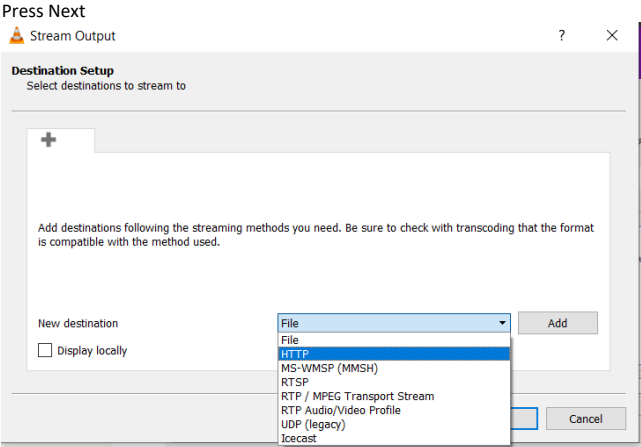 Press Next
Stream Output
Destination Setup
Select destinations to stream to
Add destinations following the streaming methods you need. Be sure to check with transcoding that the format
is compatible with the method used.
New destination
File
Add
Display locally
File
HTTP
MS-WMSP (MMSH)
RTSP
RTP / MPEG Transport Stream
RTP Audio/Video Profile
UDP (legacy)
Icecast
Cancel